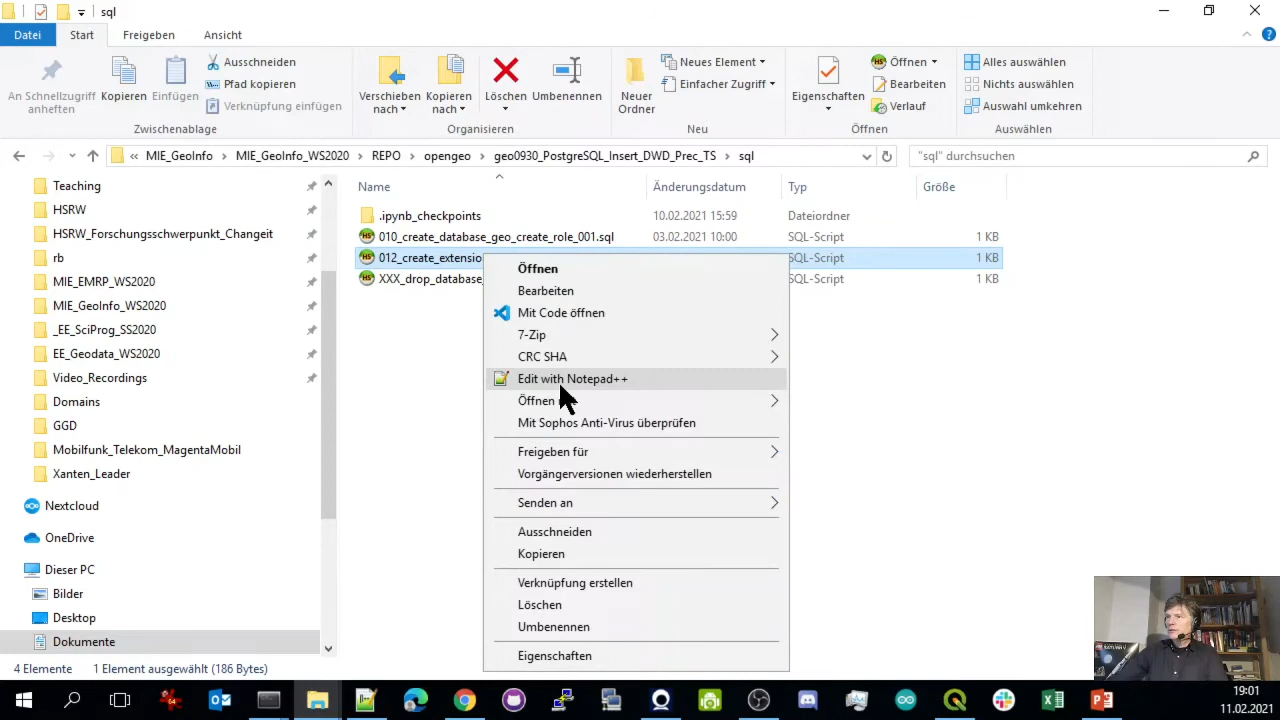 sql
Datei
Start
Freigeben
Ansicht
An Schnellzugriff anheften
Kopieren
Einfügen
Ausschneiden
Pfad kopieren
Verknüpfung einfügen
Zwischenablage
Verschieben nach
Kopieren nach
Löschen
Umbenennen
Organisieren
Neuer Ordner
Neues Element
Einfacher Zugriff
Neu
Eigenschaften
Öffnen
Bearbeiten
Verlauf
Öffnen
Alles auswählen
Nichts auswählen
Auswahl umkehren
Auswählen
« MIE_GeoInfo > MIE_GeoInfo_WS2020 > REPO > opengeo > geo0930_PostgreSQL_Insert_DWD_Prec_TS > sql
"sql" durchsuchen
Teaching
HSRW
HSRW_Forschungsschwerpunkt_Changeit
rb
MIE_EMRP_WS2020
MIE_GeoInfo_WS2020
_EE_SciProg_SS2020
EE_Geodata_WS2020
Video_Recordings
Domains
GGD
Mobilfunk_Telekom_MagentaMobil
Xanten_Leader
Nextcloud
OneDrive
Dieser PC
Bilder
Desktop
Dokumente
Name Änderungsdatum Typ Größe
.ipynb_checkpoints 10.02.2021 15:59 Dateiordner
010_create_database_geo_create_role_001.sql 03.02.2021 10:00 SQL-Script 1 KB
012_create_extensio SQL-Script 1 KB
XXX_drop_database_ SQL-Script 1 KB
Öffnen
Bearbeiten
Mit Code öffnen
7-Zip
CRC SHA
Edit with Notepad++
Öffnen
Mit Sophos Anti-Virus überprüfen
Freigeben für
Vorgängerversionen wiederherstellen
Senden an
Ausschneiden
Kopieren
Verknüpfung erstellen
Löschen
Umbenennen
Eigenschaften
4 Elemente 1 Element ausgewählt (186 Bytes)
19:01
11.02.2021